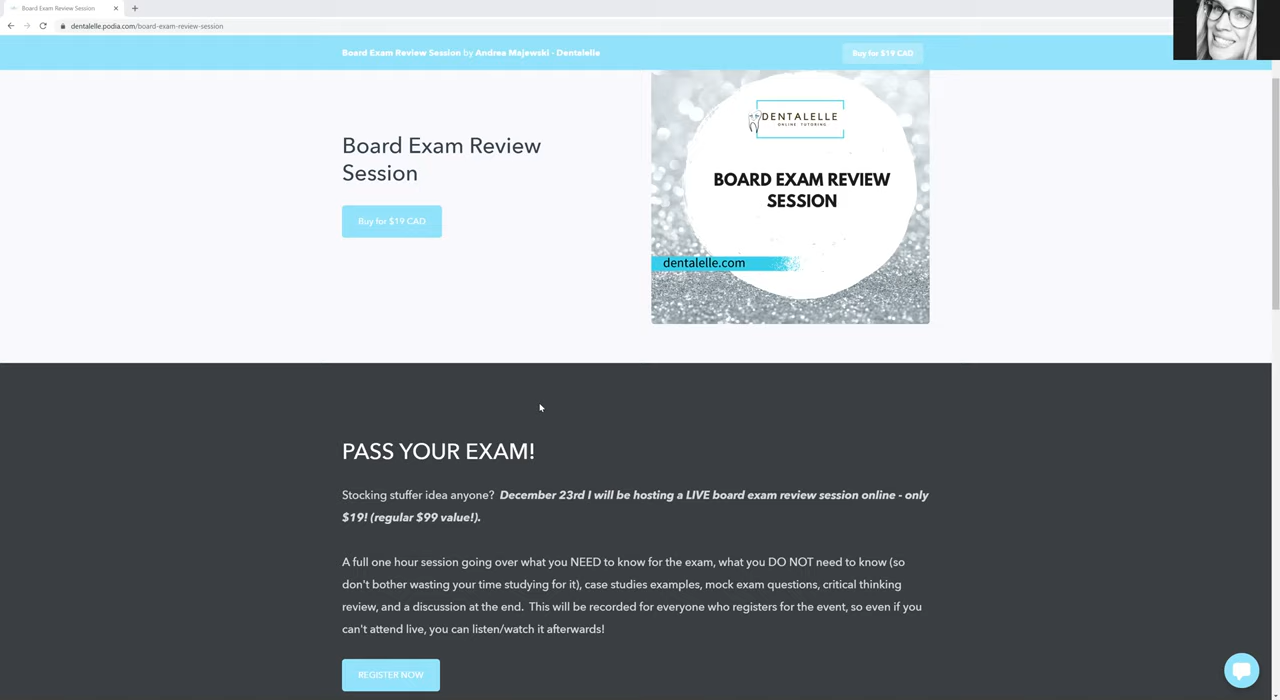 Board Exam Review Session
dentalelle.podia.com/board-exam-review-session
Board Exam Review Session by Andrea Majewski - Dentalelle
Buy for $19 CAD
Board Exam Review
Session
Buy for $19 CAD
DENTALELLE
ONLINE TUTORING
BOARD EXAM REVIEW
SESSION
dentalelle.com
PASS YOUR EXAM!
Stocking stuffer idea anyone? December 23rd I will be hosting a LIVE board exam review session online - only
$19! (regular $99 value!).
A full one hour session going over what you NEED to know for the exam, what you DO NOT need to know (so
don't bother wasting your time studying for it), case studies examples, mock exam questions, critical thinking
review, and a discussion at the end. This will be recorded for everyone who registers for the event, so even if you
can't attend live, you can listen/watch it afterwards!
REGISTER NOW